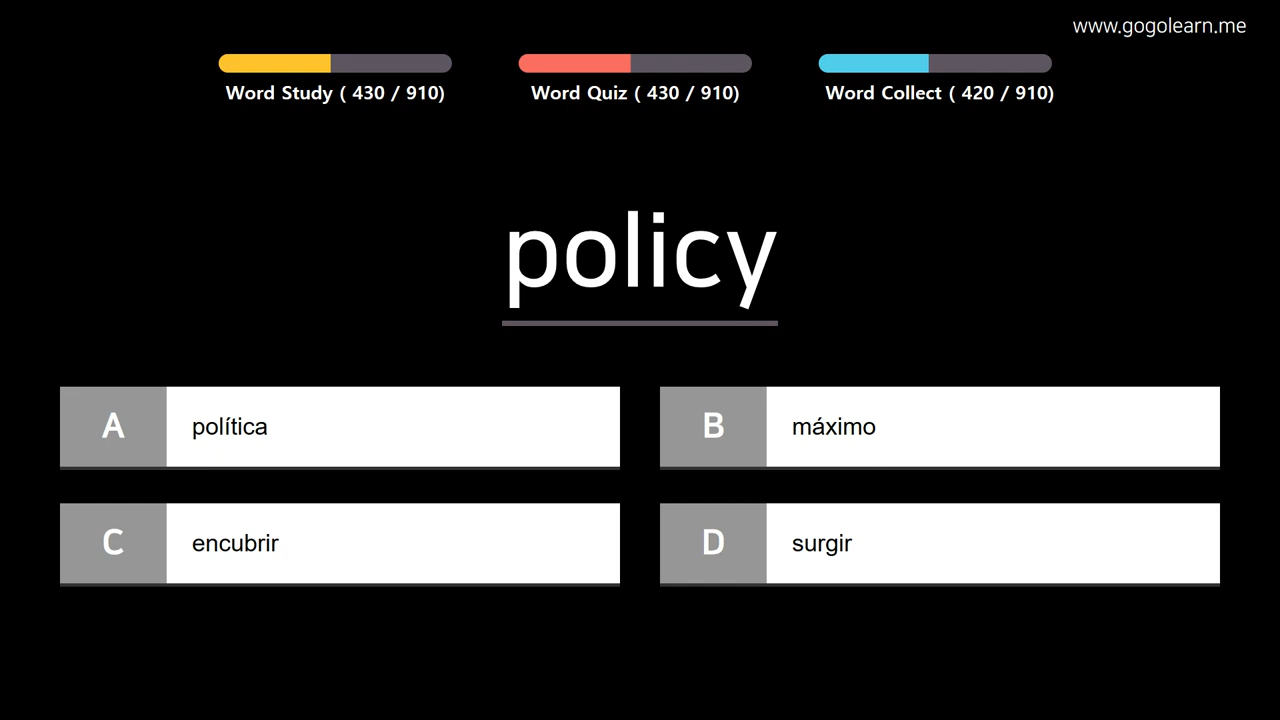 www.gogolearn.me
Word Study ( 430 / 910)
Word Quiz ( 430 / 910)
Word Collect ( 420 / 910)
policy
A política
B máximo
C encubrir
D surgir